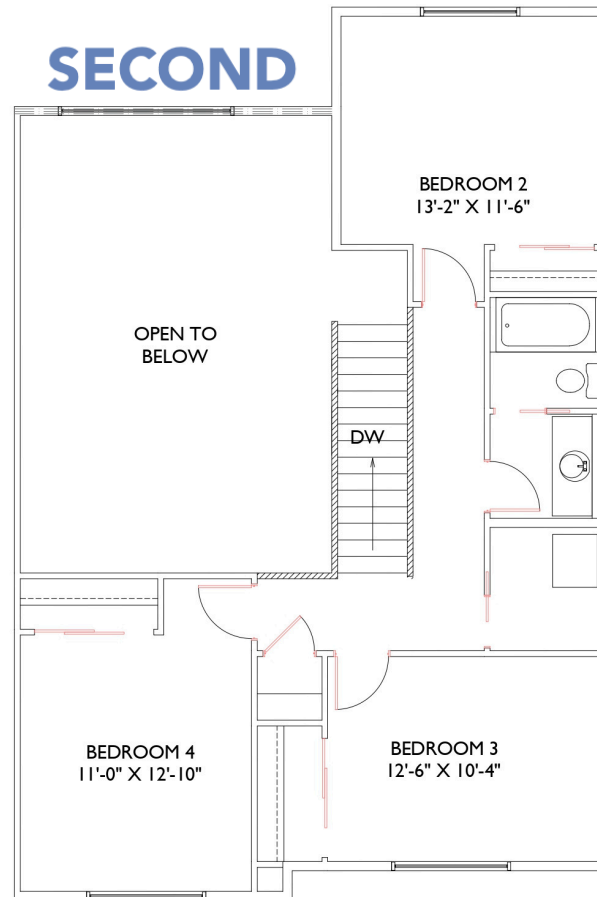 SECOND
BEDROOM 2
13'-2" X 11'-6"
OPEN TO
BELOW
DW
BEDROOM 4
11'-0" X 12'-10"
BEDROOM 3
12'-6" X 10'-4"